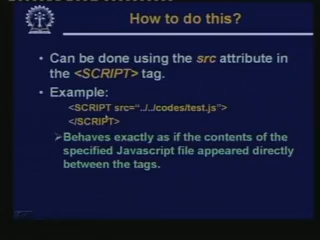 How to do this?
• Can be done using the src attribute in
the <SCRIPT> tag.
• Example:
<SCRIPT src="../../codes/test.js">
</SCRIPT>
➢Behaves exactly as if the contents of the
specified Javascript file appeared directly
between the tags.